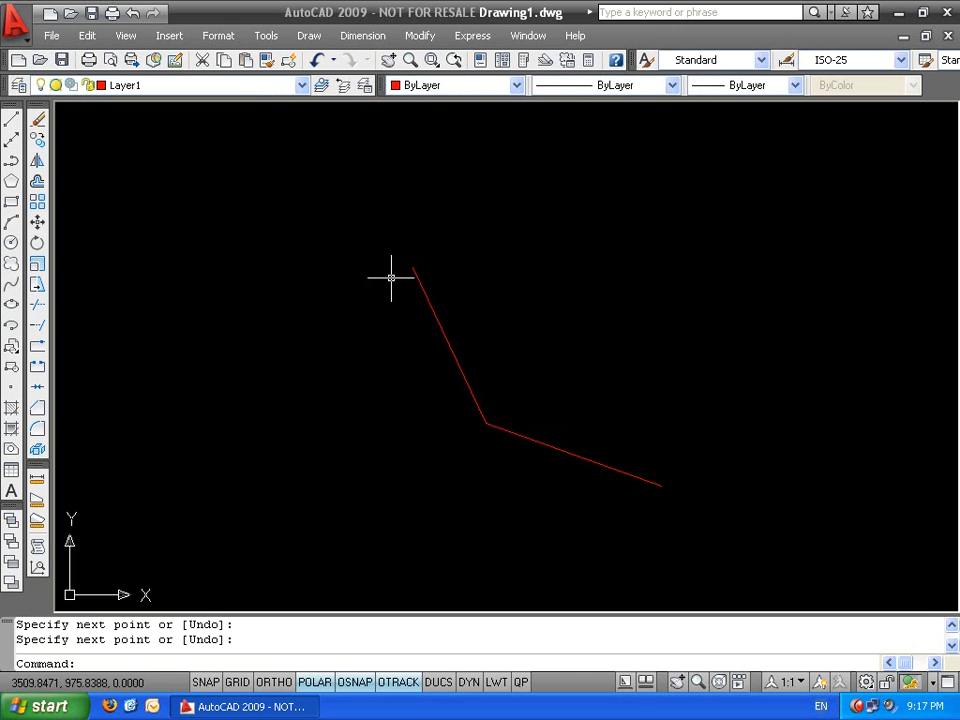 AutoCAD 2009 - NOT FOR RESALE Drawing1.dwg
Type a keyword or phrase
File Edit View Insert Format Tools Draw Dimension Modify Express Window Help
Standard ISO-25 Star
Layer1 ByLayer ByLayer ByLayer ByColor
A
Y
X
Specify next point or [Undo]:
Specify next point or [Undo]:
Command:
3509.8471, 975.8388, 0.0000 SNAP GRID ORTHO POLAR OSNAP OTRACK DUCS DYN LWT QP 1:1
start AutoCAD 2009 - NOT... EN 9:17 PM